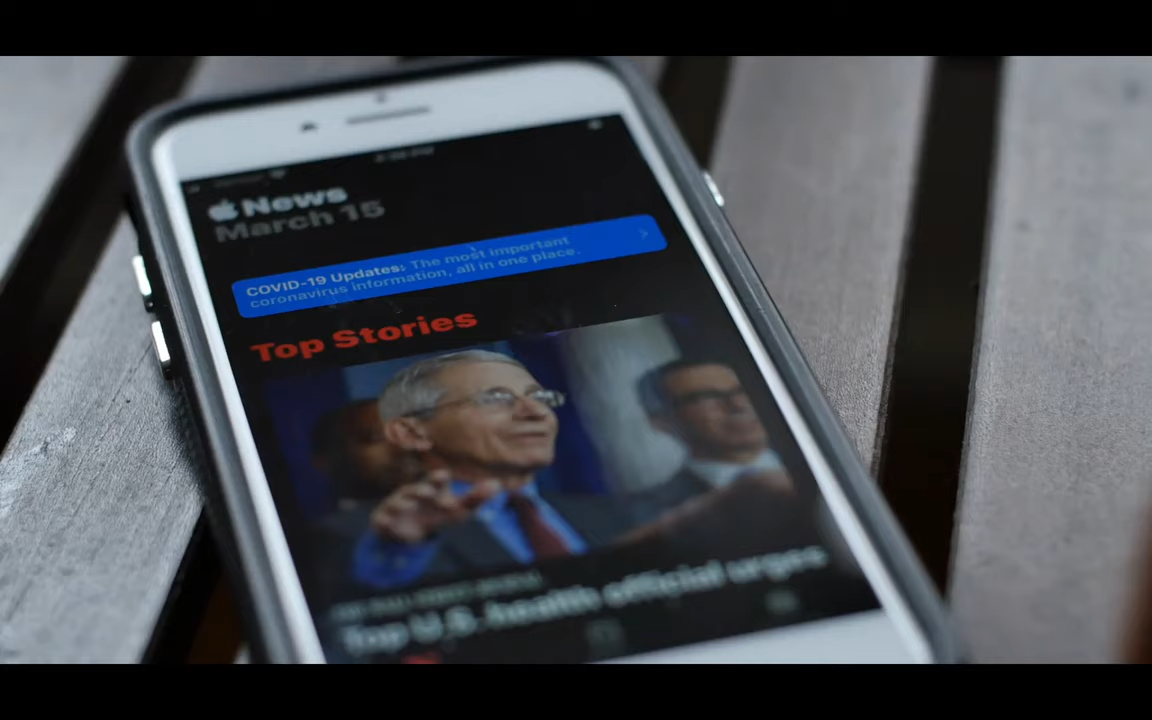 News
March 15
COVID-19 Updates: The most important
coronavirus information, all in one place.
Top Stories
Top U.S. health official urges